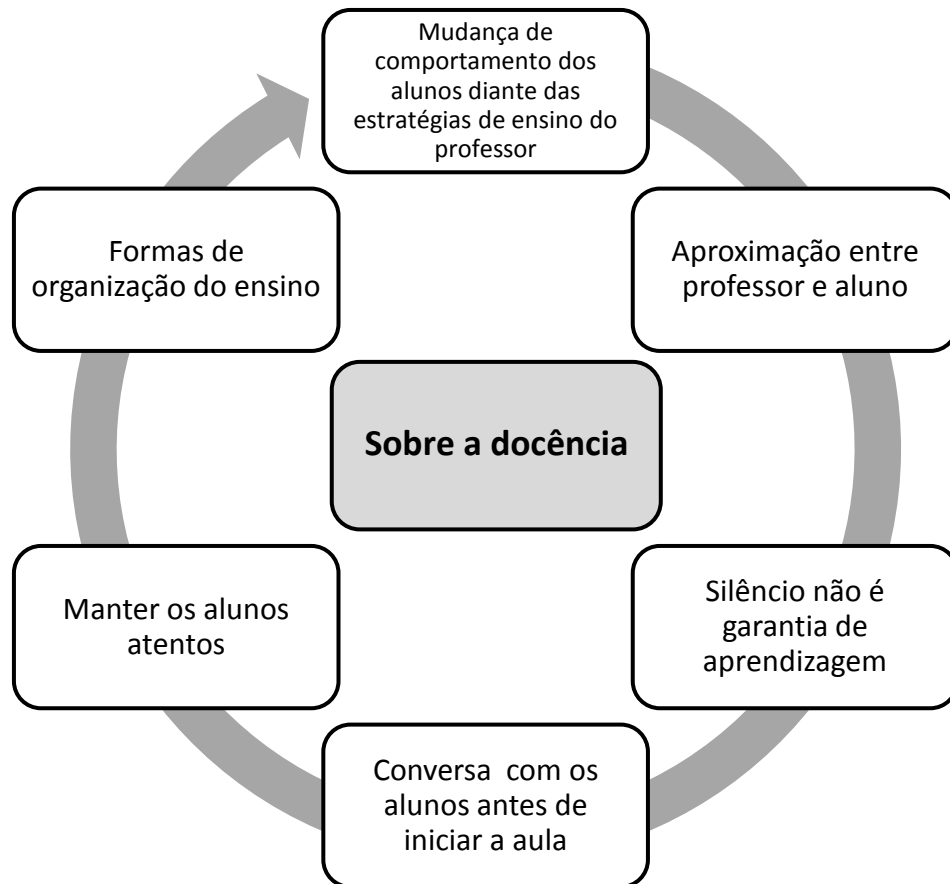 Mudança de
comportamento dos
alunos diante das
estratégias de ensino do
professor
Aproximação entre
professor e aluno
Silêncio não é
garantia de
aprendizagem
Conversa  com os
alunos antes de
iniciar a aula
Manter os alunos
atentos
Formas de
organização do ensino
Sobre a docência